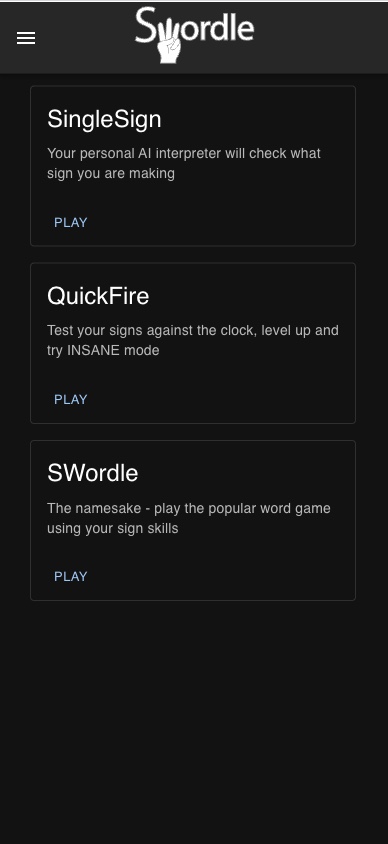 Swordle
SingleSign
Your personal AI interpreter will check what
sign you are making
PLAY
QuickFire
Test your signs against the clock, level up and
try INSANE mode
PLAY
SWordle
The namesake - play the popular word game
using your sign skills
PLAY